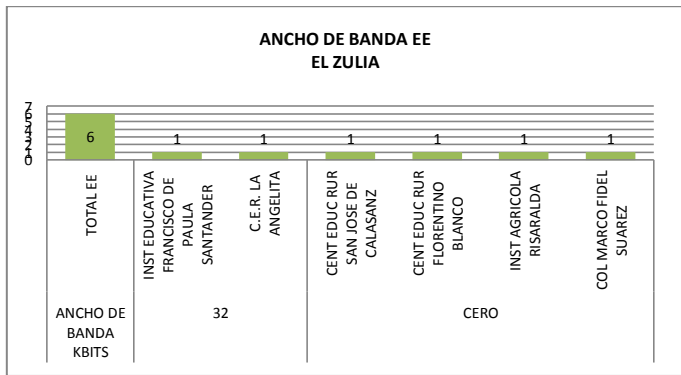 ANCHO DE BANDA EE
EL ZULIA
7
6
5
4
3
2
1
0
6
1
1
1
1
1
1
TOTAL EE
INST EDUCATIVA
FRANCISCO DE
PAULA
SANTANDER
C.E.R. LA
ANGELITA
CENT EDUC RUR
SAN JOSE DE
CALASANZ
CENT EDUC RUR
FLORENTINO
BLANCO
INST AGRICOLA
RISARALDA
COL MARCO FIDEL
SUAREZ
ANCHO DE
BANDA
KBITS
32
CERO